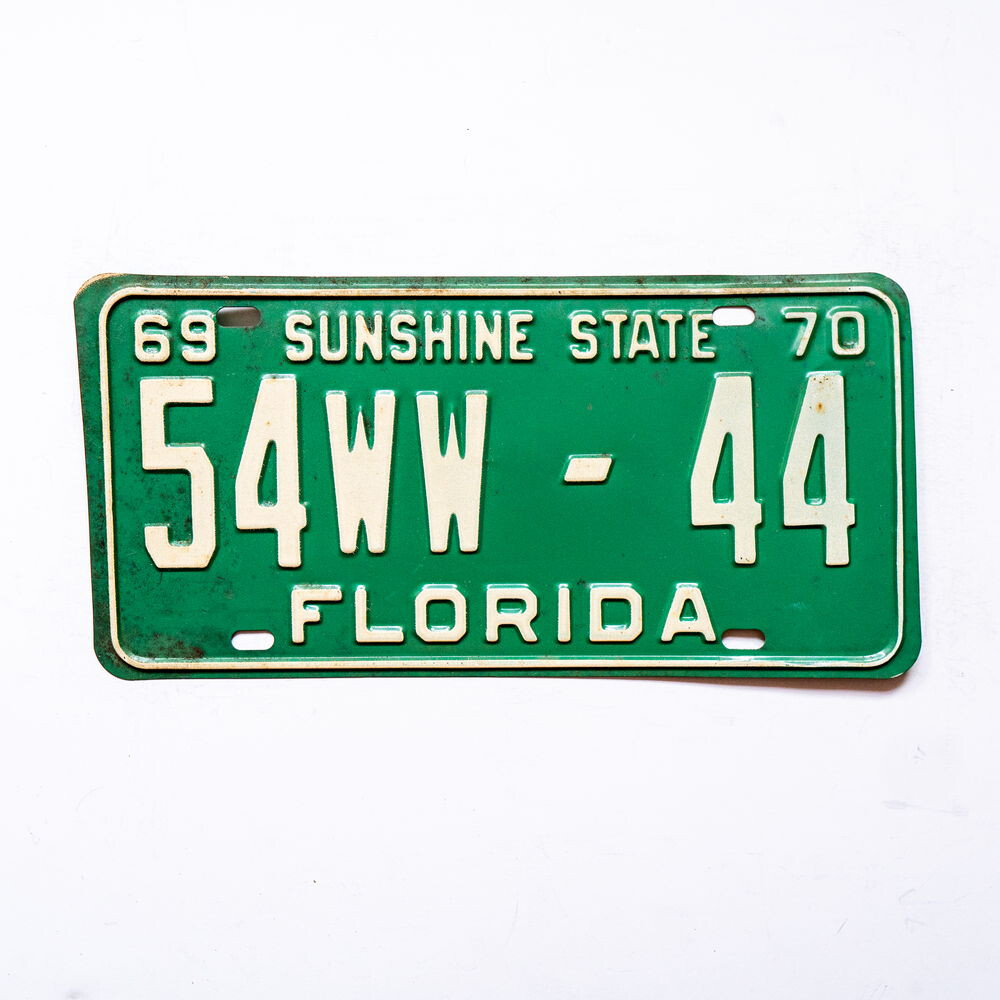 69 SUNSHINE STATE 70
54WW - 44
FLORIDA